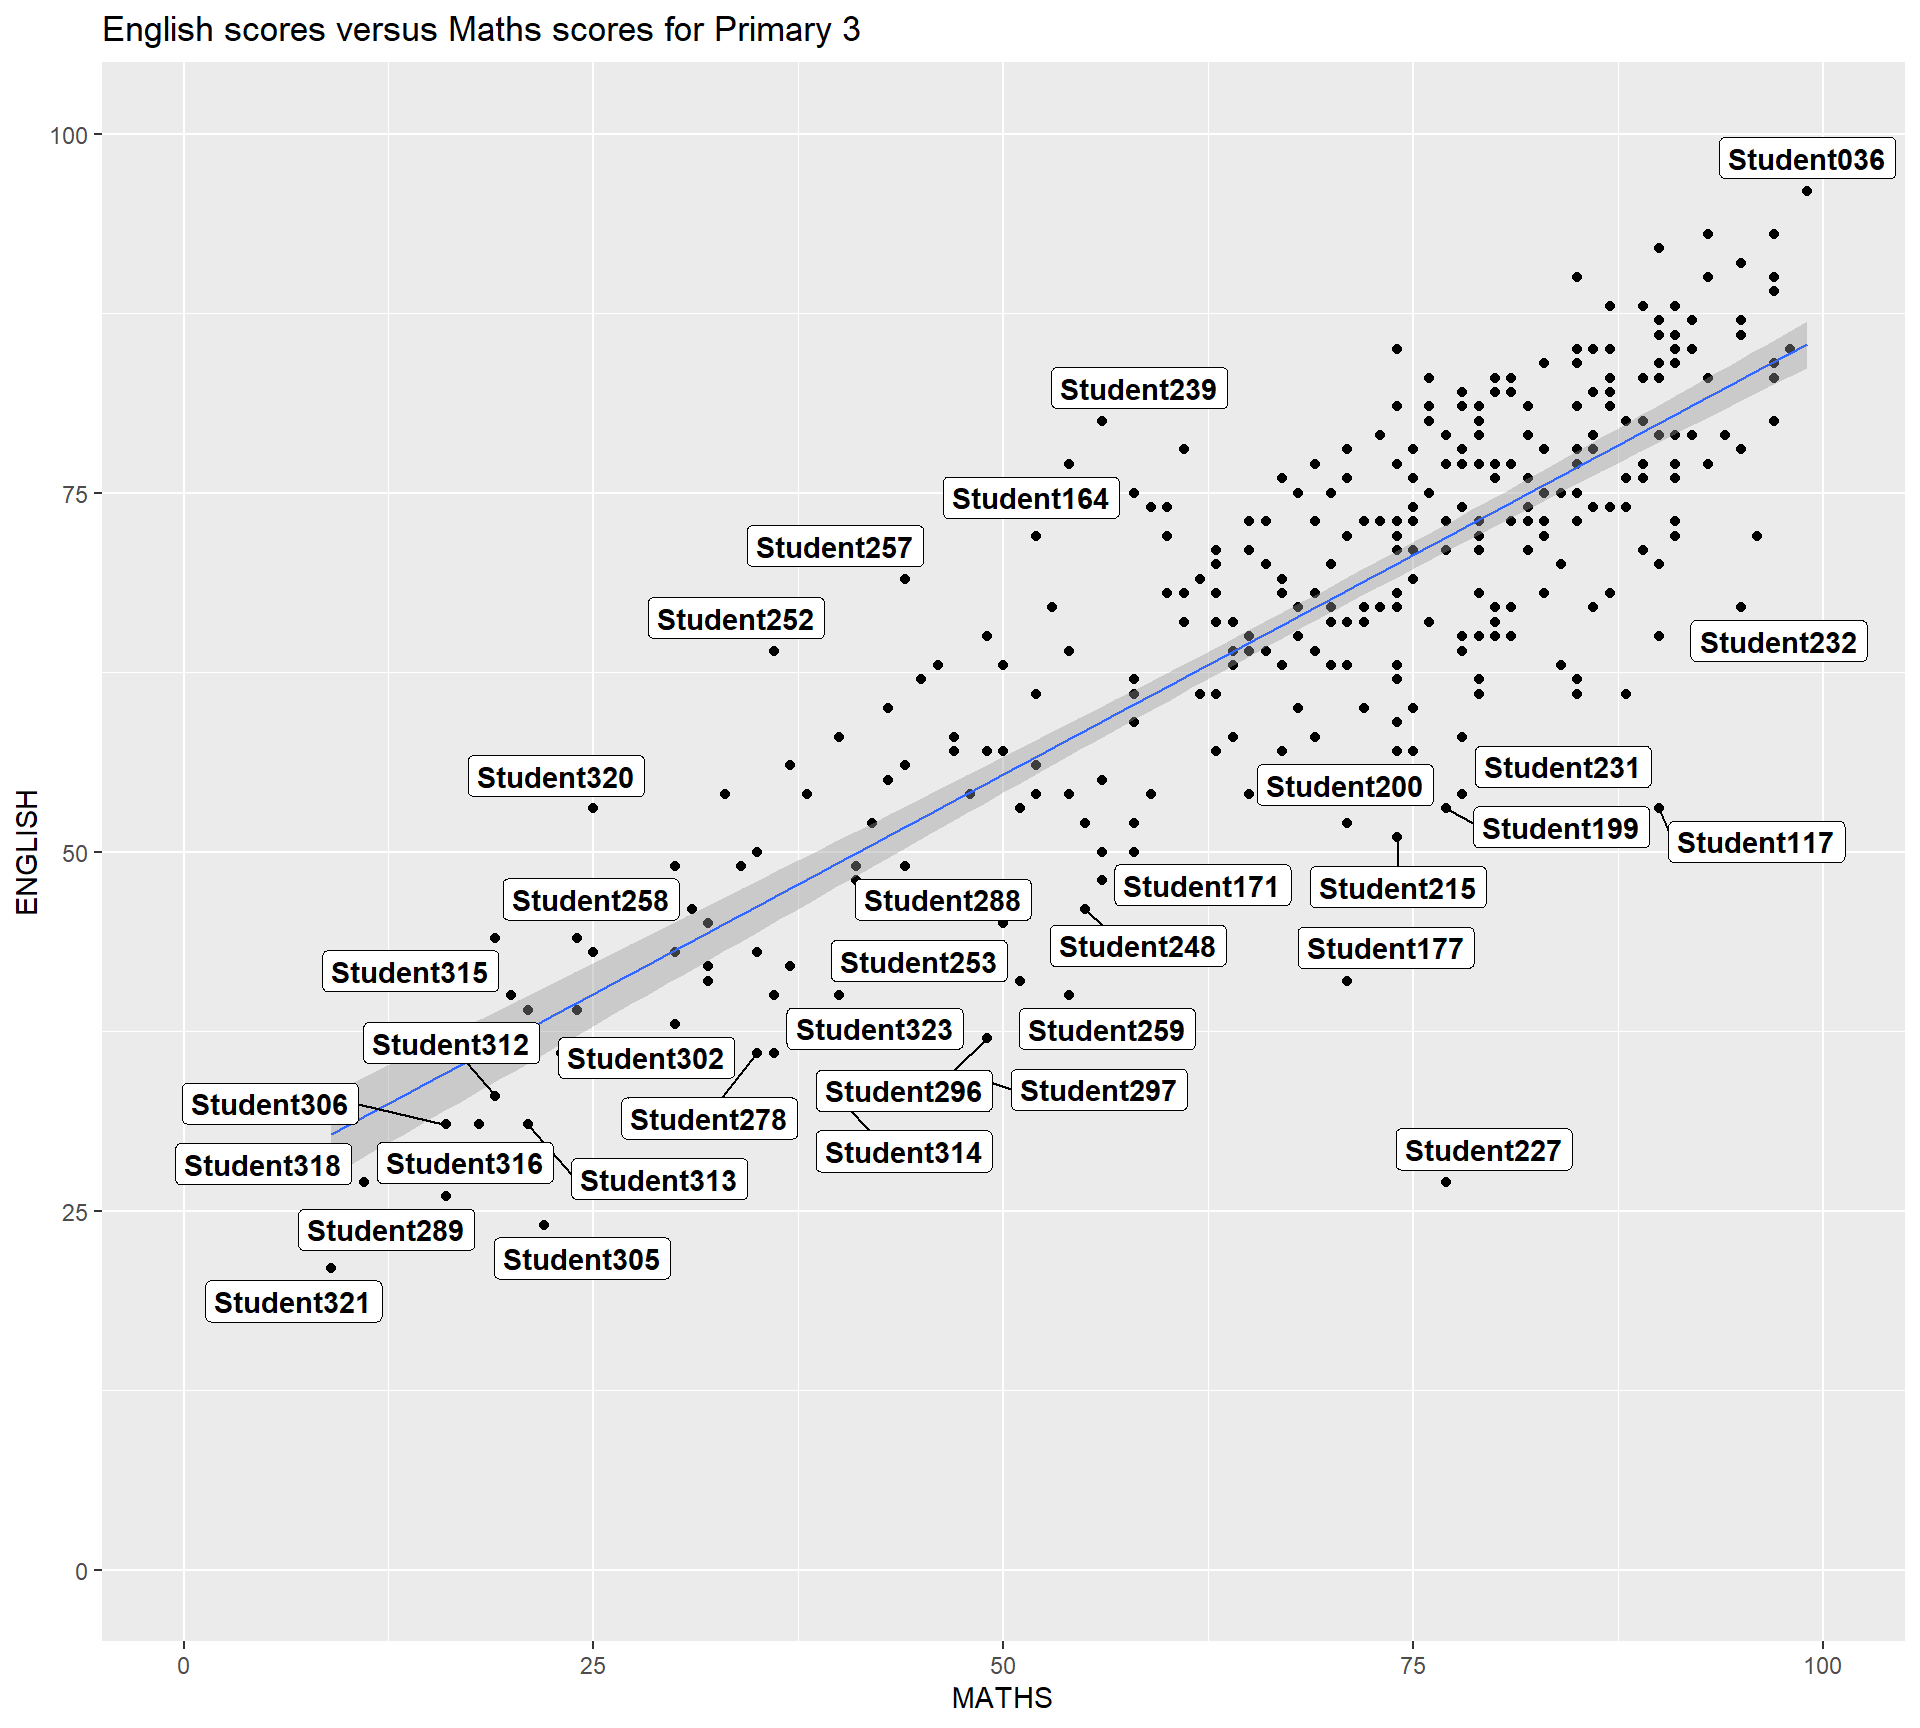 English scores versus Maths scores for Primary 3
100
Student036
Student239
75
Student164
Student257
Student252
Student232
Student320
Student231
Student200
Student199
Student117
50
ENGLISH
Student171
Student215
Student258
Student288
Student248
Student177
Student253
Student315
Student323
Student259
Student312
Student302
Student296
Student297
Student306
Student278
Student314
Student227
Student318
Student316
Student313
25
Student289
Student305
Student321
0
0
25
50
75
100
MATHS